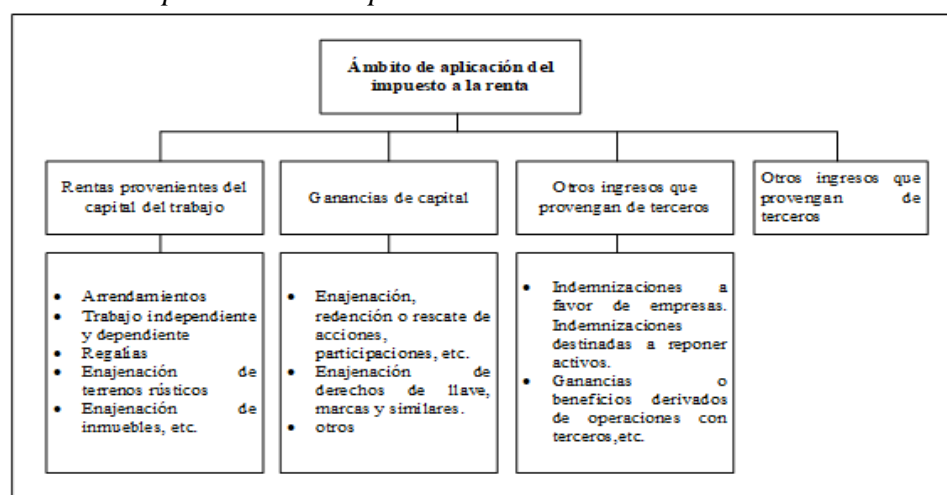 Ámbito de aplicación del
impuesto a la renta
Rentas provenientes del
capital del trabajo
Ganancias de capital
Otros ingresos que
provengan de terceros
Otros ingresos que
provengan de
terceros
• Arrendamientos
• Trabajo independiente
y dependiente
• Regalías
• Enajenación de
terrenos rústicos
• Enajenación de
inmuebles, etc.
• Enajenación,
redención o rescate de
acciones,
participaciones, etc.
• Enajenación de
derechos de llave,
marcas y similares.
• otros
• Indemnizaciones a
favor de empresas.
Indemnizaciones
destinadas a reponer
activos.
• Ganancias o
beneficios derivados
de operaciones con
terceros,etc.